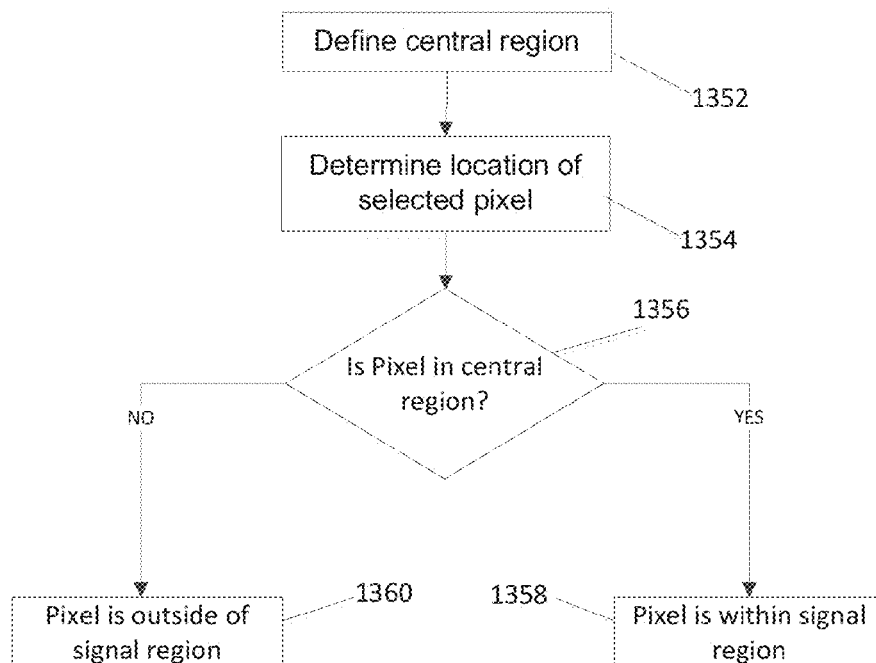 Define central region
1352
Determine location of
selected pixel
1354
1356
Is Pixel in central
region?
NO
YES
1360
1358
Pixel is outside of
signal region
Pixel is within signal
region